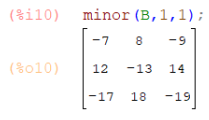 (%i10) minor(B,1,1);
-7 8 -9
(%o10) 12 -13 14
-17 18 -19